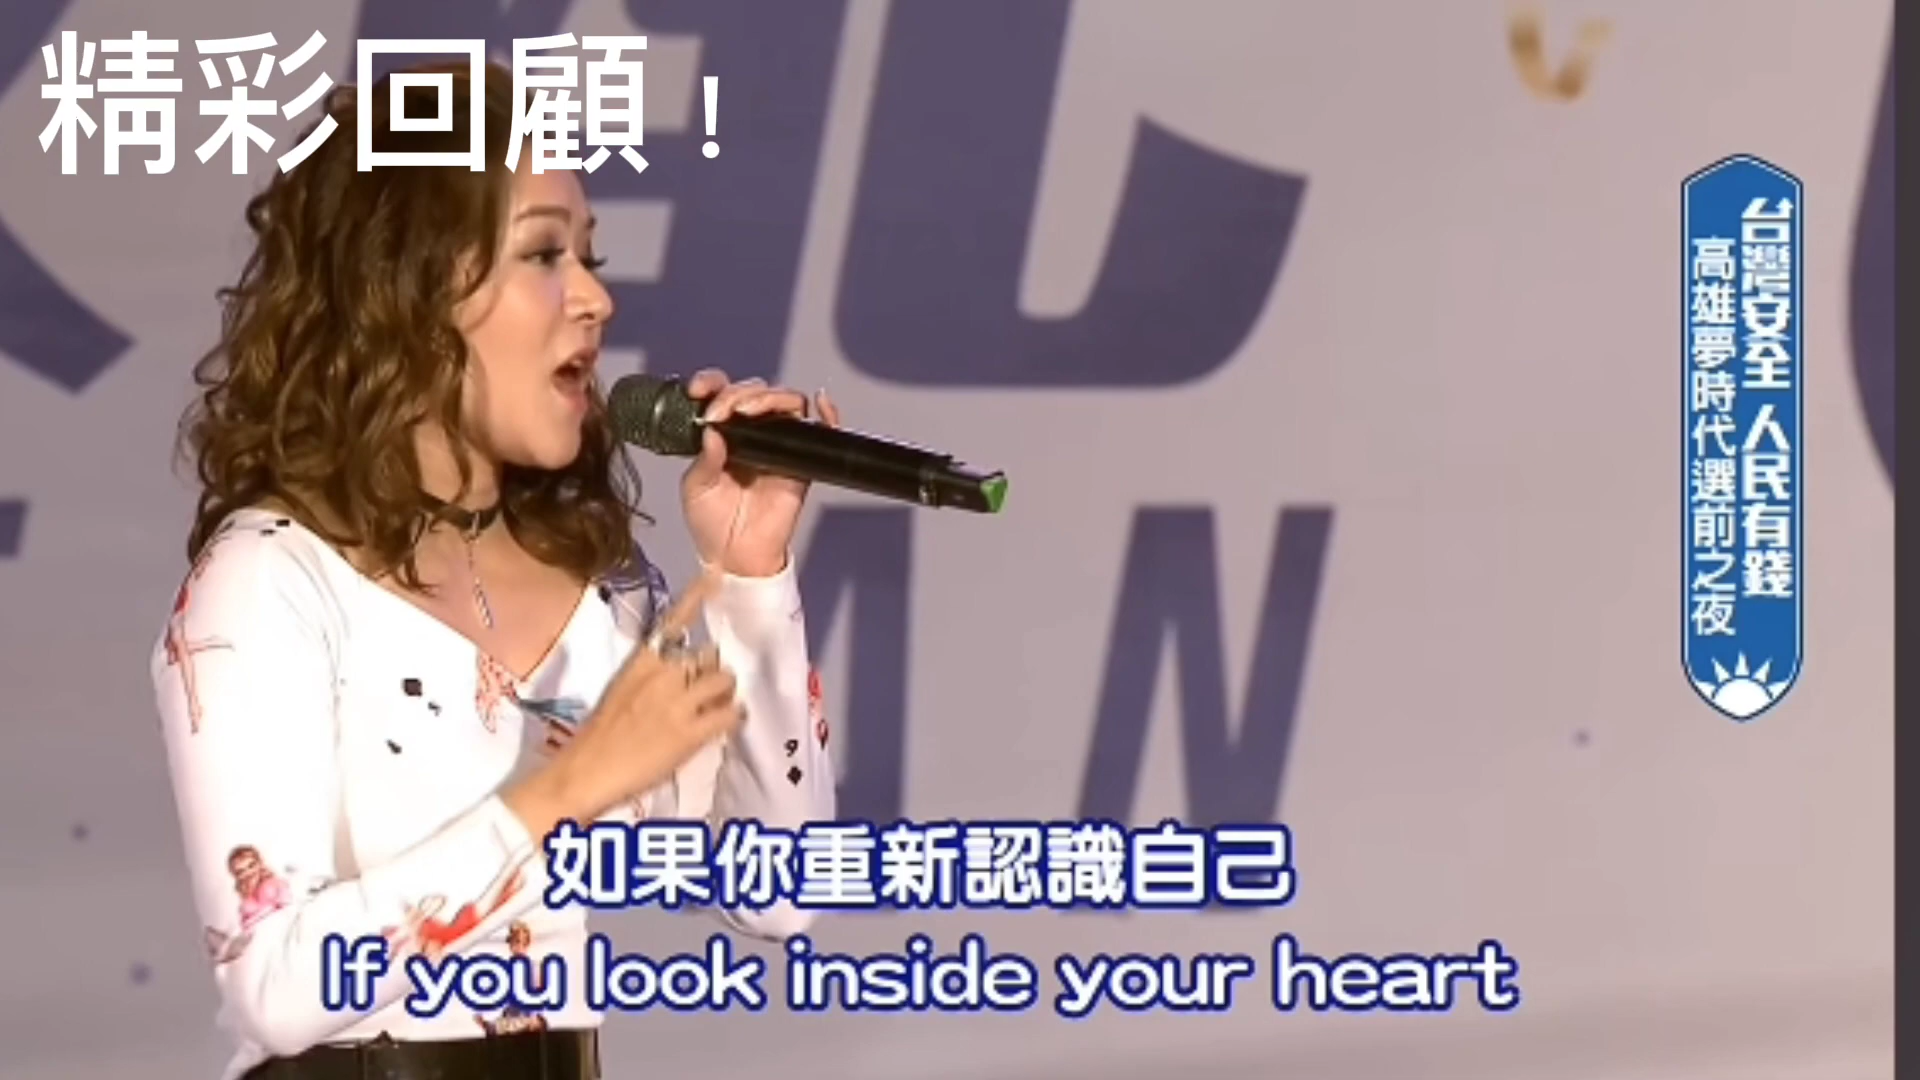 精彩回顧！
台灣安全 人民有錢
高雄夢時代選前之夜
如果你重新認識自己
If you look inside your heart